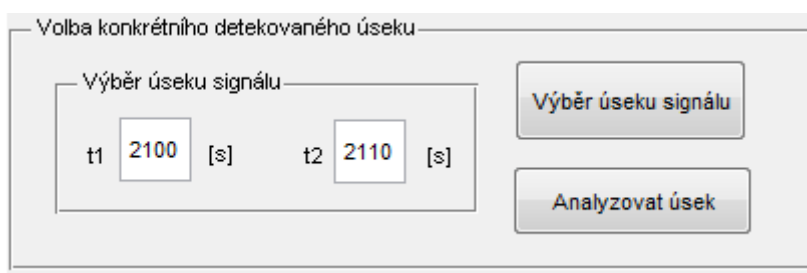 Volba konkrétního detekovaného úseku
Výběr úseku signálu
t1 2100 [s] t2 2110 [s]
Výběr úseku signálu
Analyzovat úsek